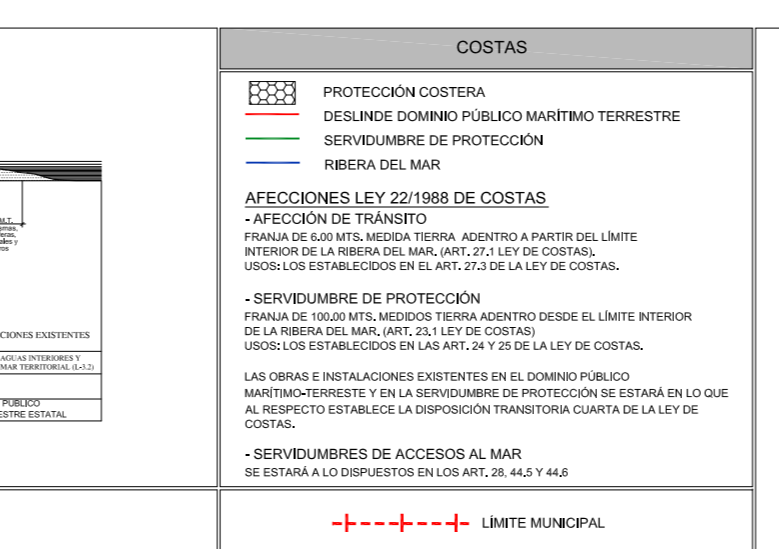 COSTAS
PROTECCIÓN COSTERA
DESLINDE DOMINIO PÚBLICO MARÍTIMO TERRESTRE
SERVIDUMBRE DE PROTECCIÓN
RIBERA DEL MAR
AFECCIONES LEY 22/1988 DE COSTAS
- AFECCIÓN DE TRÁNSITO
FRANJA DE 6.00 MTS. MEDIDA TIERRA ADENTRO A PARTIR DEL LÍMITE
INTERIOR DE LA RIBERA DEL MAR. (ART. 27.1 LEY DE COSTAS).
USOS: LOS ESTABLECIDOS EN EL ART. 27.3 DE LA LEY DE COSTAS.
- SERVIDUMBRE DE PROTECCIÓN
FRANJA DE 100.00 MTS. MEDIDOS TIERRA ADENTRO DESDE EL LÍMITE INTERIOR
DE LA RIBERA DEL MAR. (ART. 23.1 LEY DE COSTAS)
USOS: LOS ESTABLECIDOS EN LAS ART. 24 Y 25 DE LA LEY DE COSTAS.
LAS OBRAS E INSTALACIONES EXISTENTES EN EL DOMINIO PÚBLICO
MARÍTIMO-TERRESTE Y EN LA SERVIDUMBRE DE PROTECCIÓN SE ESTARÁ EN LO QUE
AL RESPECTO ESTABLECE LA DISPOSICIÓN TRANSITORIA CUARTA DE LA LEY DE
COSTAS.
- SERVIDUMBRES DE ACCESOS AL MAR
SE ESTARÁ A LO DISPUESTOS EN LOS ART. 28, 44.5 Y 44.6
LÍMITE MUNICIPAL
M.T.
CIONES EXISTENTES
AGUAS INTERIORES Y
MAR TERRITORIAL (L-3.2)
PUBLICO
ESTRE ESTATAL